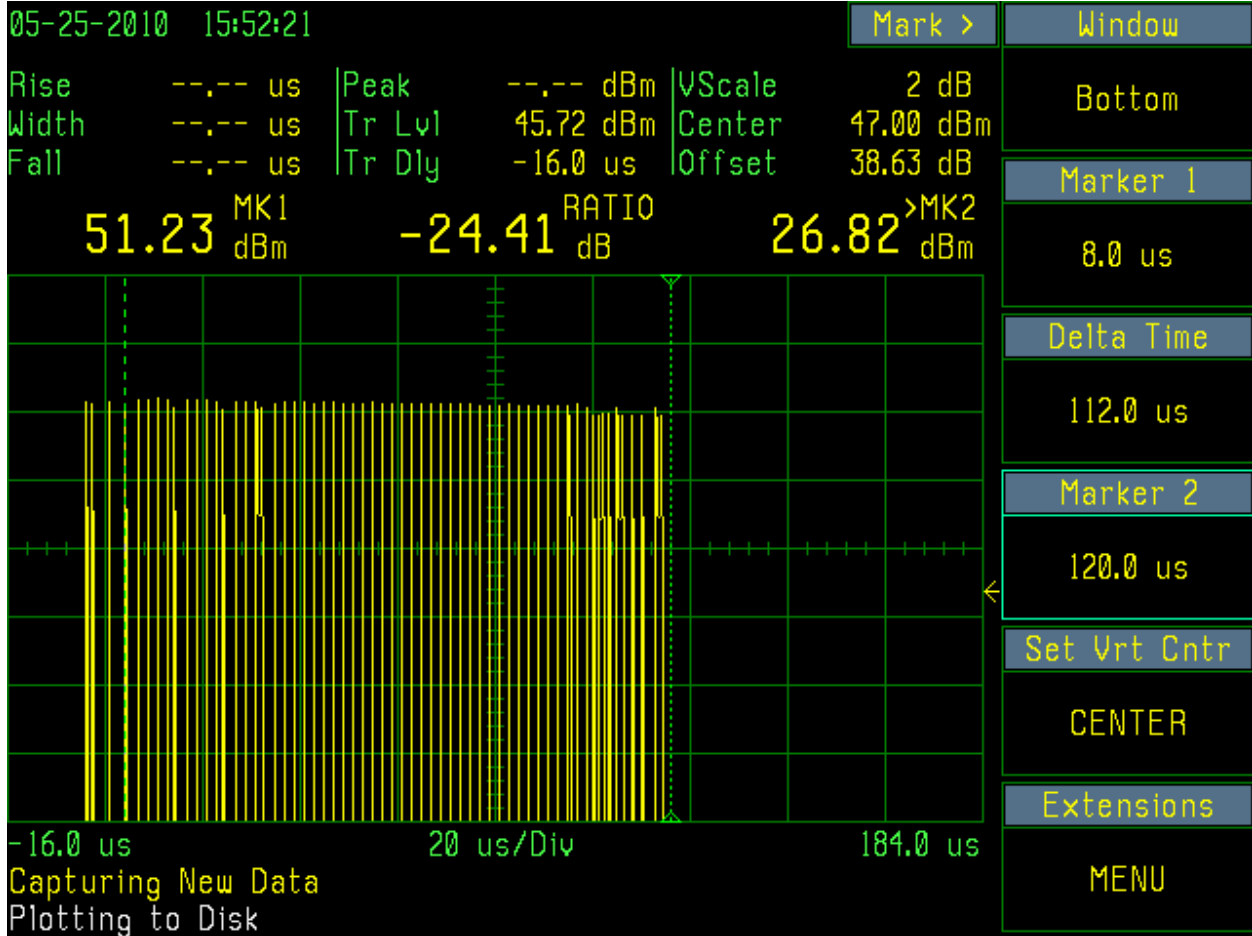 05-25-2010 15:52:21 Mark > Window
Rise --.-- us Peak --.-- dBm VScale 2 dB
Bottom
Width --.-- us Tr Lvl 45.72 dBm Center 47.00 dBm
Fall --.-- us Tr Dly -16.0 us Offset 38.63 dB
Marker 1
51.23 MK1 dBm -24.41 RATIO dB 26.82 >MK2 dBm
8.0 us
Delta Time
112.0 us
Marker 2
120.0 us
Set Vrt Cntr
CENTER
Extensions
-16.0 us 20 us/Div 184.0 us
Capturing New Data
MENU
Plotting to Disk